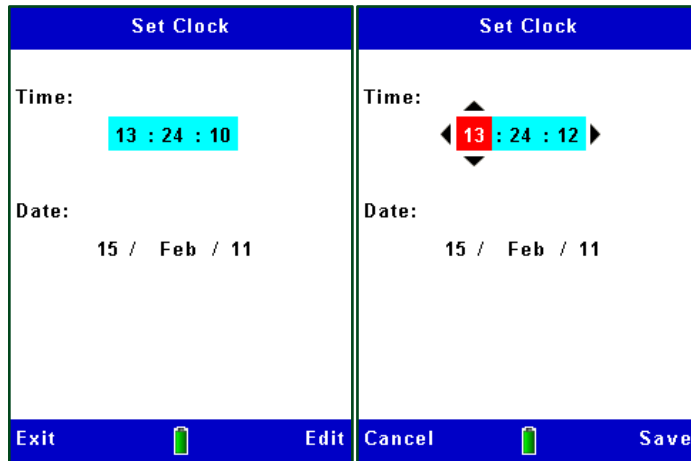 Set Clock
Time:
13 : 24 : 10
Date:
15 / Feb / 11
Exit Edit
Set Clock
Time:
13 : 24 : 12
Date:
15 / Feb / 11
Cancel Save